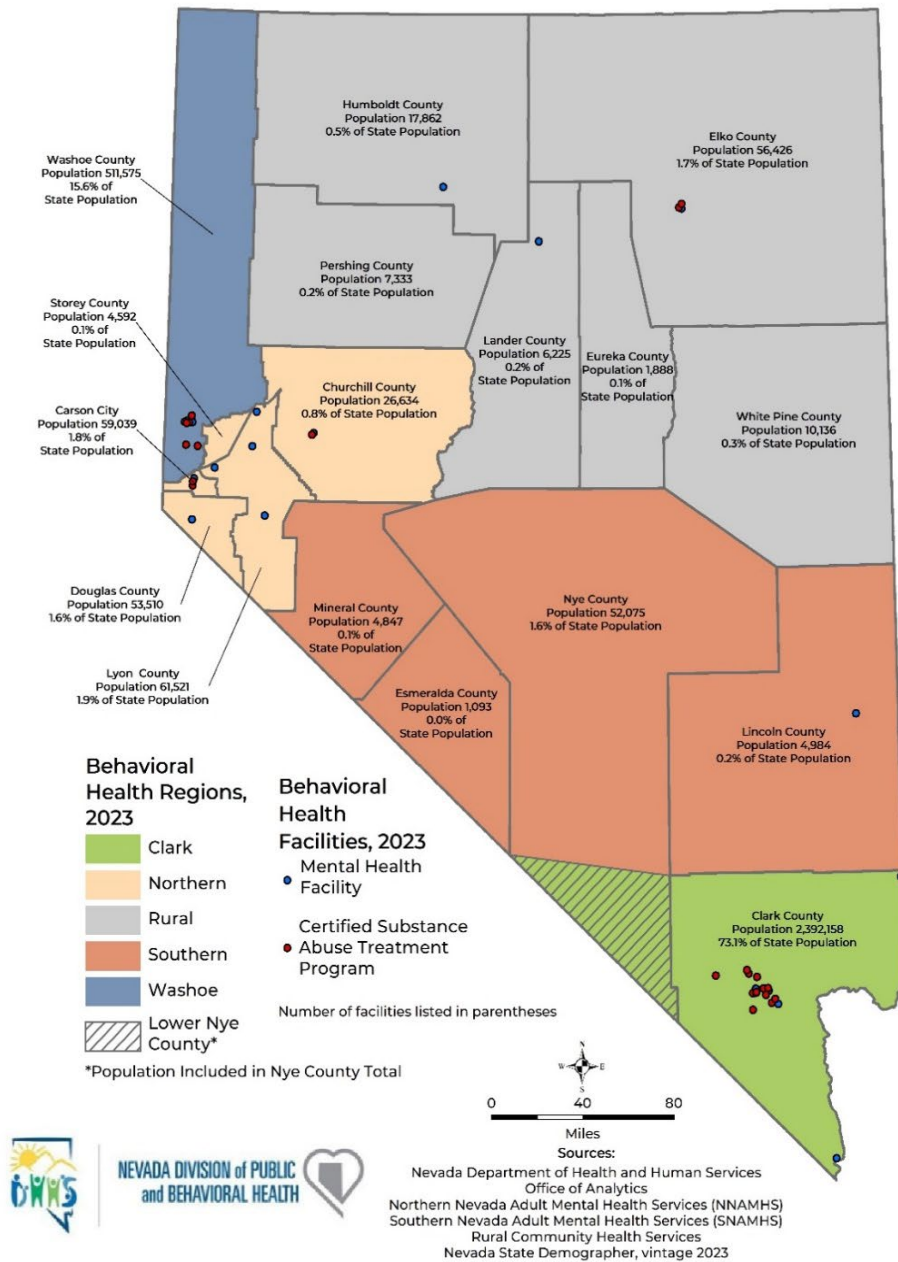 Humboldt County
Population 17,862
0.5% of State Population
Elko County
Population 56,426
1.7% of State Population
Washoe County
Population 511,575
15.6% of
State Population
Pershing County
Population 7,333
0.2% of State Population
Storey County
Population 4,592
0.1% of
State Population
Lander County
Population 6,225
0.2% of
State Population
Eureka County
Population 1,888
0.1% of
State Population
Churchill County
Population 26,634
0.8% of State Population
White Pine County
Population 10,136
0.3% of State Population
Carson City
Population 59,039
1.8% of
State Population
Douglas County
Population 53,510
1.6% of State Population
Mineral County
Population 4,847
0.1% of
State Population
Nye County
Population 52,075
1.6% of State Population
Lyon County
Population 61,521
1.9% of State Population
Esmeralda County
Population 1,093
0.0% of
State Population
Lincoln County
Population 4,984
0.2% of State Population
Clark County
Population 2,392,158
73.1% of State Population
Behavioral
Health Regions,
2023
Clark
Northern
Rural
Southern
Washoe
Lower Nye
County*
*Population Included in Nye County Total
Behavioral
Health
Facilities, 2023
Mental Health
Facility
Certified Substance
Abuse Treatment
Program
Number of facilities listed in parentheses
N
W E
S
0 40 80
Miles
Sources:
Nevada Department of Health and Human Services
Office of Analytics
Northern Nevada Adult Mental Health Services (NNAMHS)
Southern Nevada Adult Mental Health Services (SNAMHS)
Rural Community Health Services
Nevada State Demographer, vintage 2023
DHHS
NEVADA DIVISION of PUBLIC
and BEHAVIORAL HEALTH